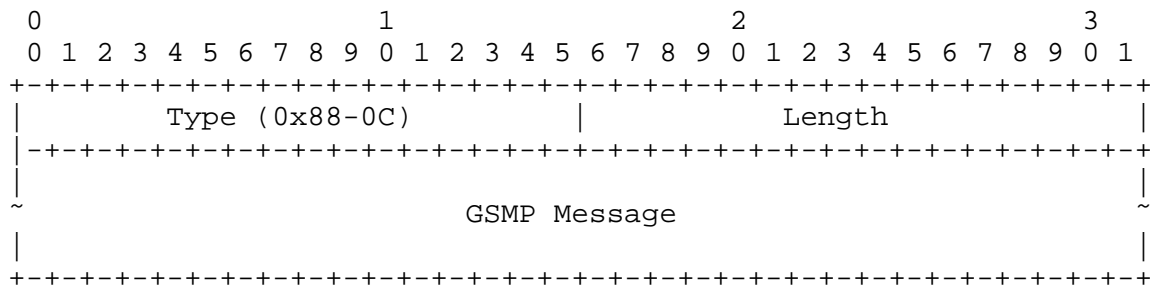 0                   1                   2                   3
 0 1 2 3 4 5 6 7 8 9 0 1 2 3 4 5 6 7 8 9 0 1 2 3 4 5 6 7 8 9 0 1
+-+-+-+-+-+-+-+-+-+-+-+-+-+-+-+-+-+-+-+-+-+-+-+-+-+-+-+-+-+-+-+-+
|        Type (0x88-0C)         |           Length              |
|-+-+-+-+-+-+-+-+-+-+-+-+-+-+-+-+-+-+-+-+-+-+-+-+-+-+-+-+-+-+-+-+
|                                                               |
~                         GSMP Message                          ~
|                                                               |
+-+-+-+-+-+-+-+-+-+-+-+-+-+-+-+-+-+-+-+-+-+-+-+-+-+-+-+-+-+-+-+-+